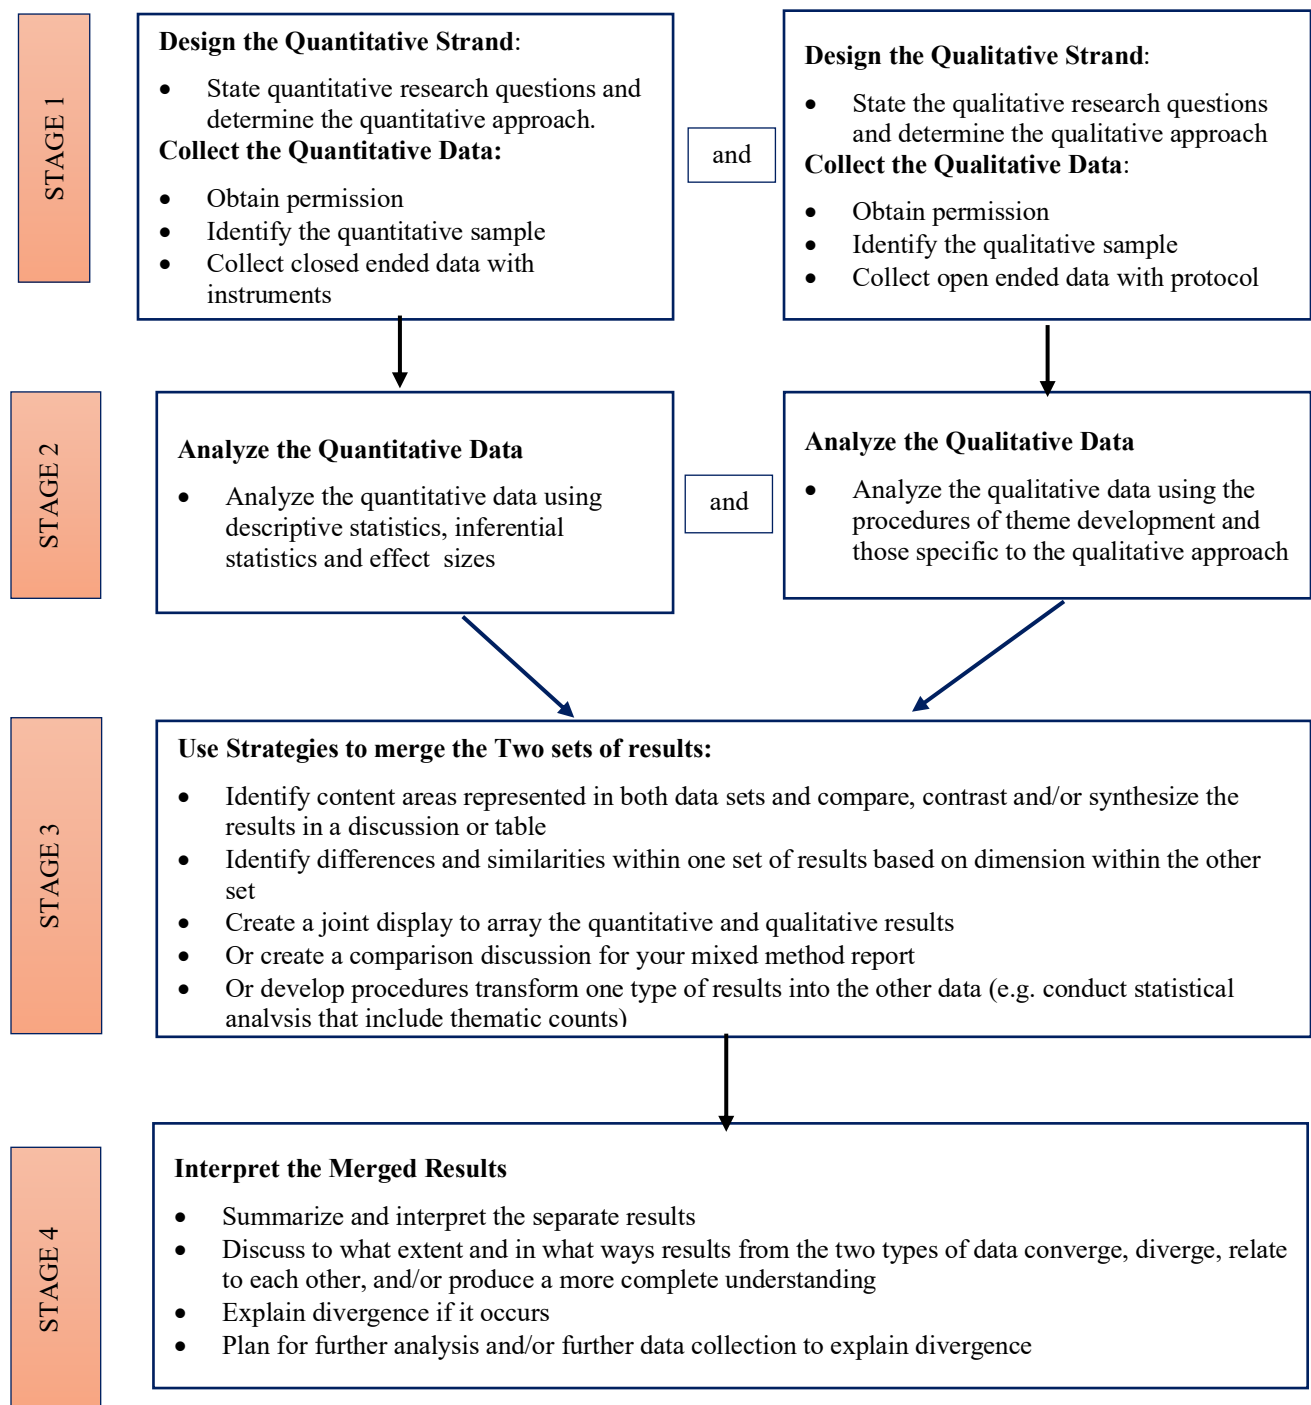 STAGE 1
Design the Quantitative Strand:
• State quantitative research questions and
determine the quantitative approach.
Collect the Quantitative Data:
• Obtain permission
• Identify the quantitative sample
• Collect closed ended data with
instruments
and
Design the Qualitative Strand:
• State the qualitative research questions
and determine the qualitative approach
Collect the Qualitative Data:
• Obtain permission
• Identify the qualitative sample
• Collect open ended data with protocol
STAGE 2
Analyze the Quantitative Data
• Analyze the quantitative data using
descriptive statistics, inferential
statistics and effect sizes
and
Analyze the Qualitative Data
• Analyze the qualitative data using the
procedures of theme development and
those specific to the qualitative approach
STAGE 3
Use Strategies to merge the Two sets of results:
• Identify content areas represented in both data sets and compare, contrast and/or synthesize the
results in a discussion or table
• Identify differences and similarities within one set of results based on dimension within the other
set
• Create a joint display to array the quantitative and qualitative results
• Or create a comparison discussion for your mixed method report
• Or develop procedures transform one type of results into the other data (e.g. conduct statistical
analysis that include thematic counts)
STAGE 4
Interpret the Merged Results
• Summarize and interpret the separate results
• Discuss to what extent and in what ways results from the two types of data converge, diverge, relate
to each other, and/or produce a more complete understanding
• Explain divergence if it occurs
• Plan for further analysis and/or further data collection to explain divergence